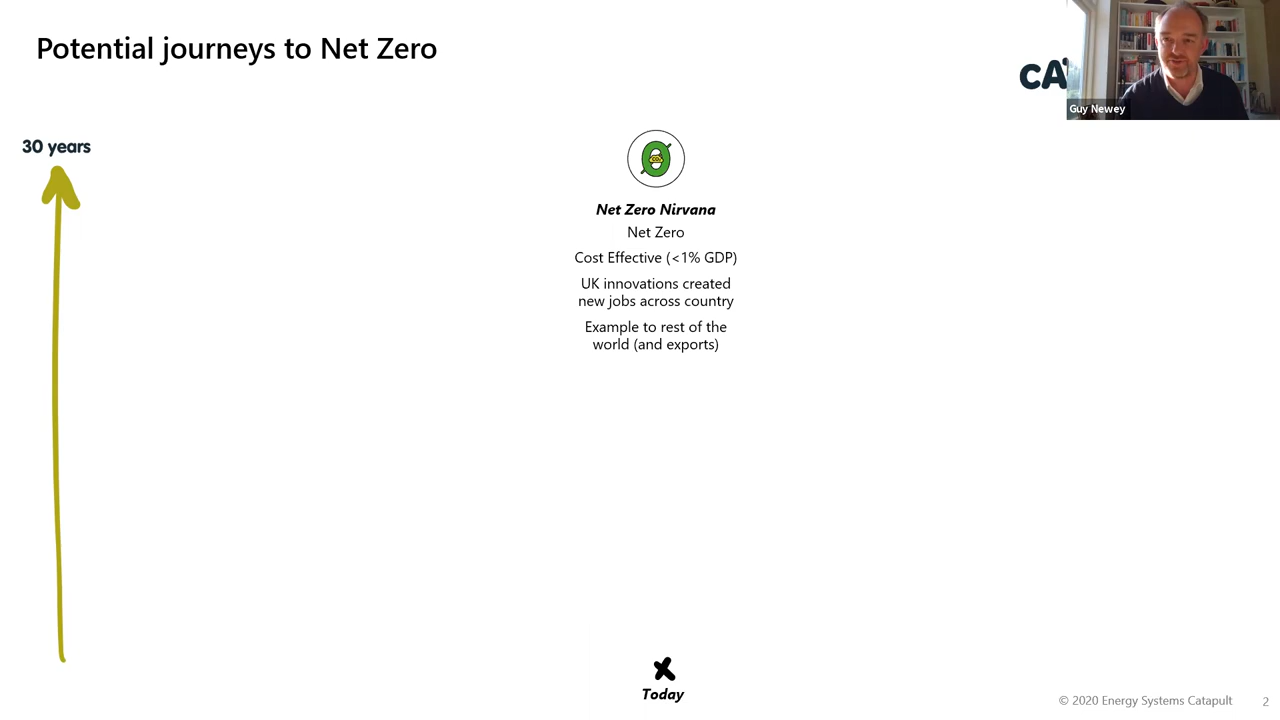 Potential journeys to Net Zero
CA
Guy Newey
30 years
Net Zero Nirvana
Net Zero
Cost Effective (<1% GDP)
UK innovations created
new jobs across country
Example to rest of the
world (and exports)
Today
© 2020 Energy Systems Catapult
2